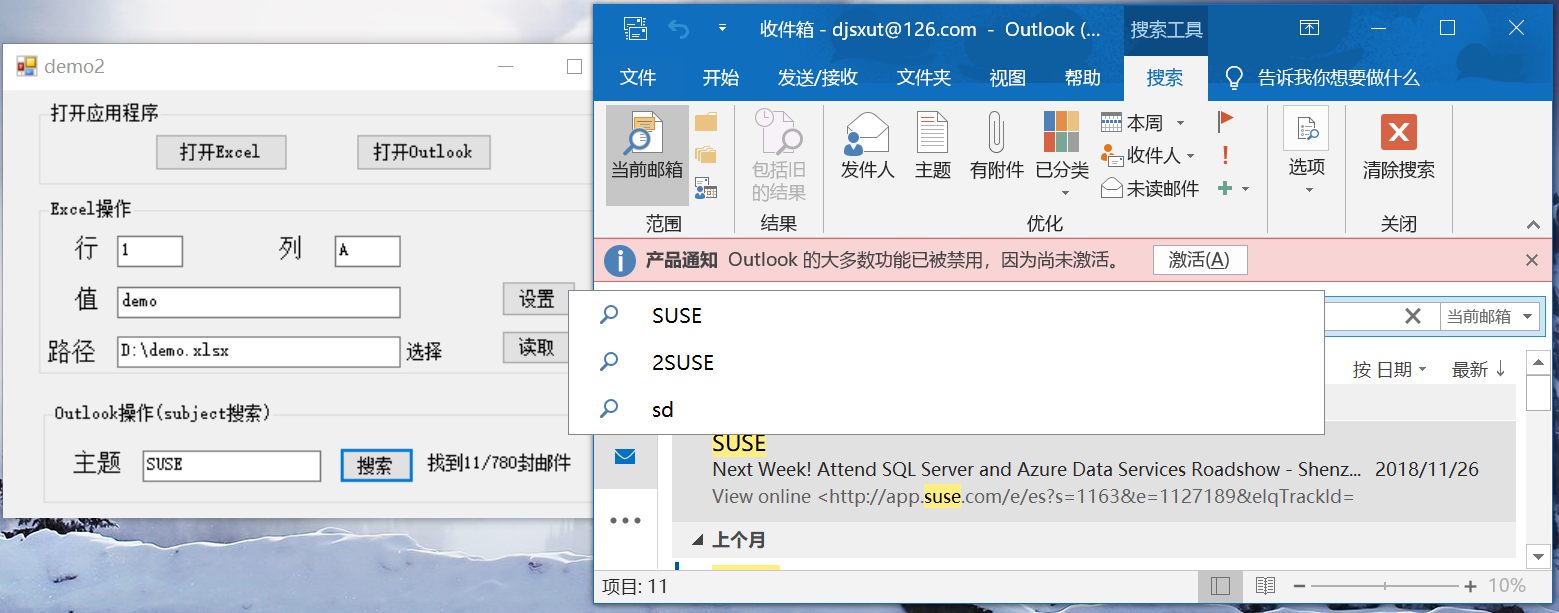 demo2
打开应用程序
打开Excel 打开Outlook
Excel操作
行 1 列 A
值 demo 设置
路径 D:\demo.xlsx 选择 读取
Outlook操作(subject搜索)
主题 SUSE 搜索 找到11/780封邮件
收件箱 - djsxut@126.com - Outlook (... 搜索工具
文件 开始 发送/接收 文件夹 视图 帮助 搜索 告诉我你想要做什么
当前邮箱
范围
包括旧
的结果
结果
发件人 主题 有附件 已分类
本周
收件人
未读邮件
优化
选项
清除搜索
关闭
产品通知 Outlook 的大多数功能已被禁用，因为尚未激活。 激活(A)
SUSE
2SUSE
sd
当前邮箱
按 日期 最新 ↓
SUSE
Next Week! Attend SQL Server and Azure Data Services Roadshow - Shenz... 2018/11/26
View online <http://app.suse.com/e/es?s=1163&e=1127189&elqTrackId=
上个月
项目: 11
10%